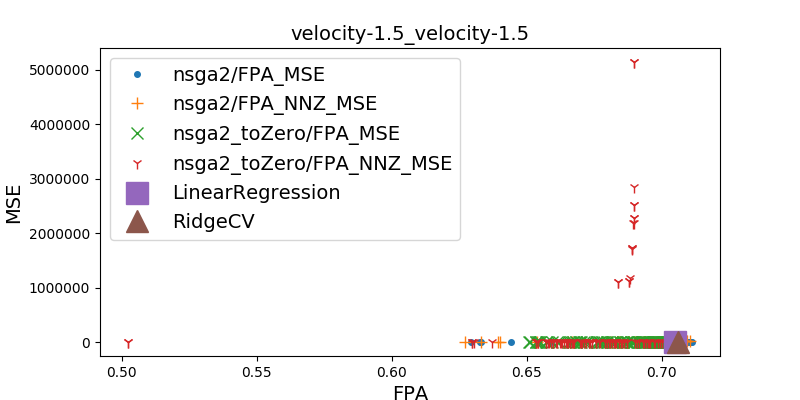 velocity-1.5_velocity-1.5
nsga2/FPA_MSE
nsga2/FPA_NNZ_MSE
nsga2_toZero/FPA_MSE
nsga2_toZero/FPA_NNZ_MSE
LinearRegression
RidgeCV
MSE
5000000
4000000
3000000
2000000
1000000
0
0.50 0.55 0.60 0.65 0.70
FPA